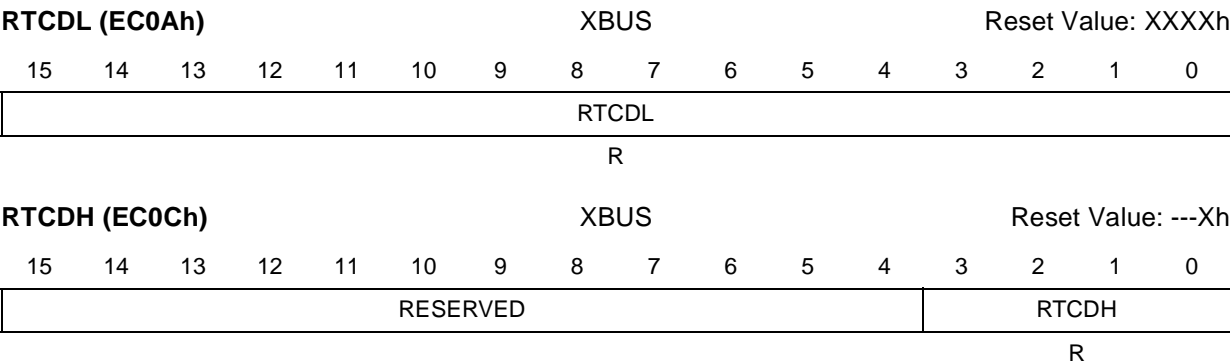 RTCDL (EC0Ah) XBUS Reset Value: XXXXh
15 14 13 12 11 10 9 8 7 6 5 4 3 2 1 0
RTCDL
R
RTCDH (EC0Ch) XBUS Reset Value: ---Xh
15 14 13 12 11 10 9 8 7 6 5 4 3 2 1 0
RESERVED RTCDH
R